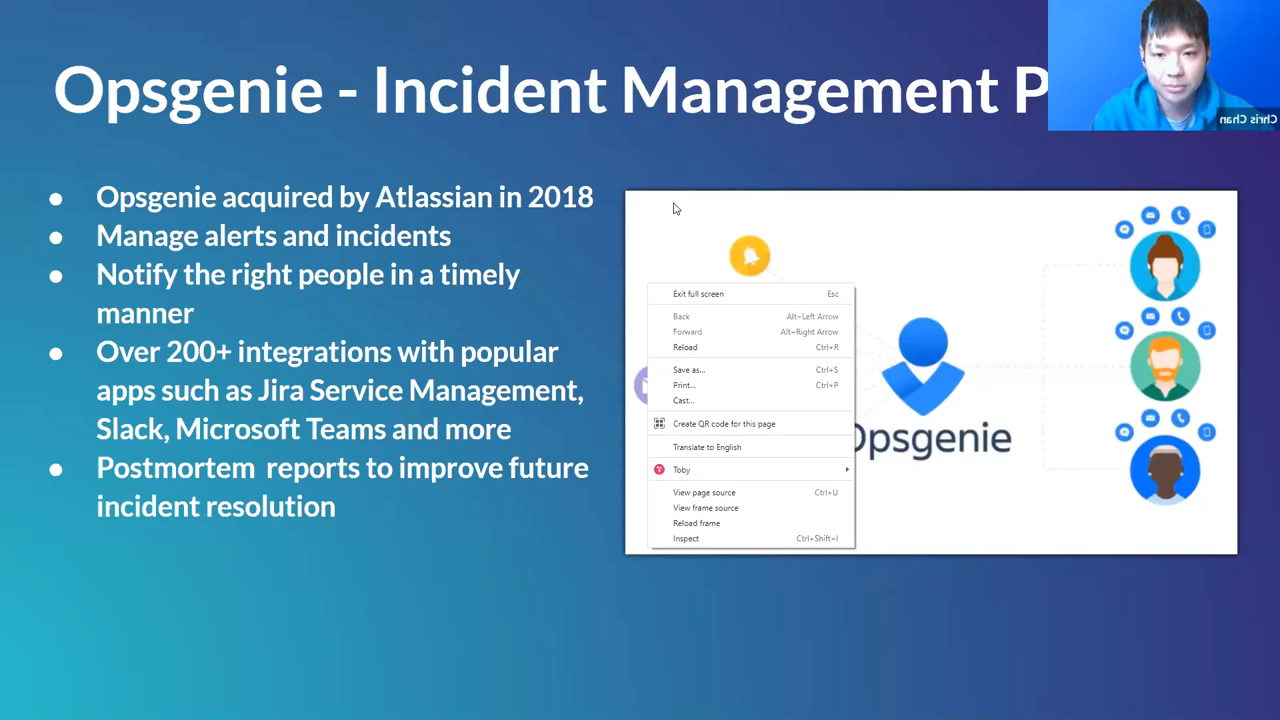 Opsgenie - Incident Management P
Chris Chan
● Opsgenie acquired by Atlassian in 2018
● Manage alerts and incidents
● Notify the right people in a timely
manner
● Over 200+ integrations with popular
apps such as Jira Service Management,
Slack, Microsoft Teams and more
● Postmortem  reports to improve future
incident resolution
Exit full screen Esc
Back Alt+Left Arrow
Forward Alt+Right Arrow
Reload Ctrl+R
Save as... Ctrl+S
Print... Ctrl+P
Cast...
Create QR code for this page
Translate to English
Toby
View page source Ctrl+U
View frame source
Reload frame
Inspect Ctrl+Shift+I
Opsgenie